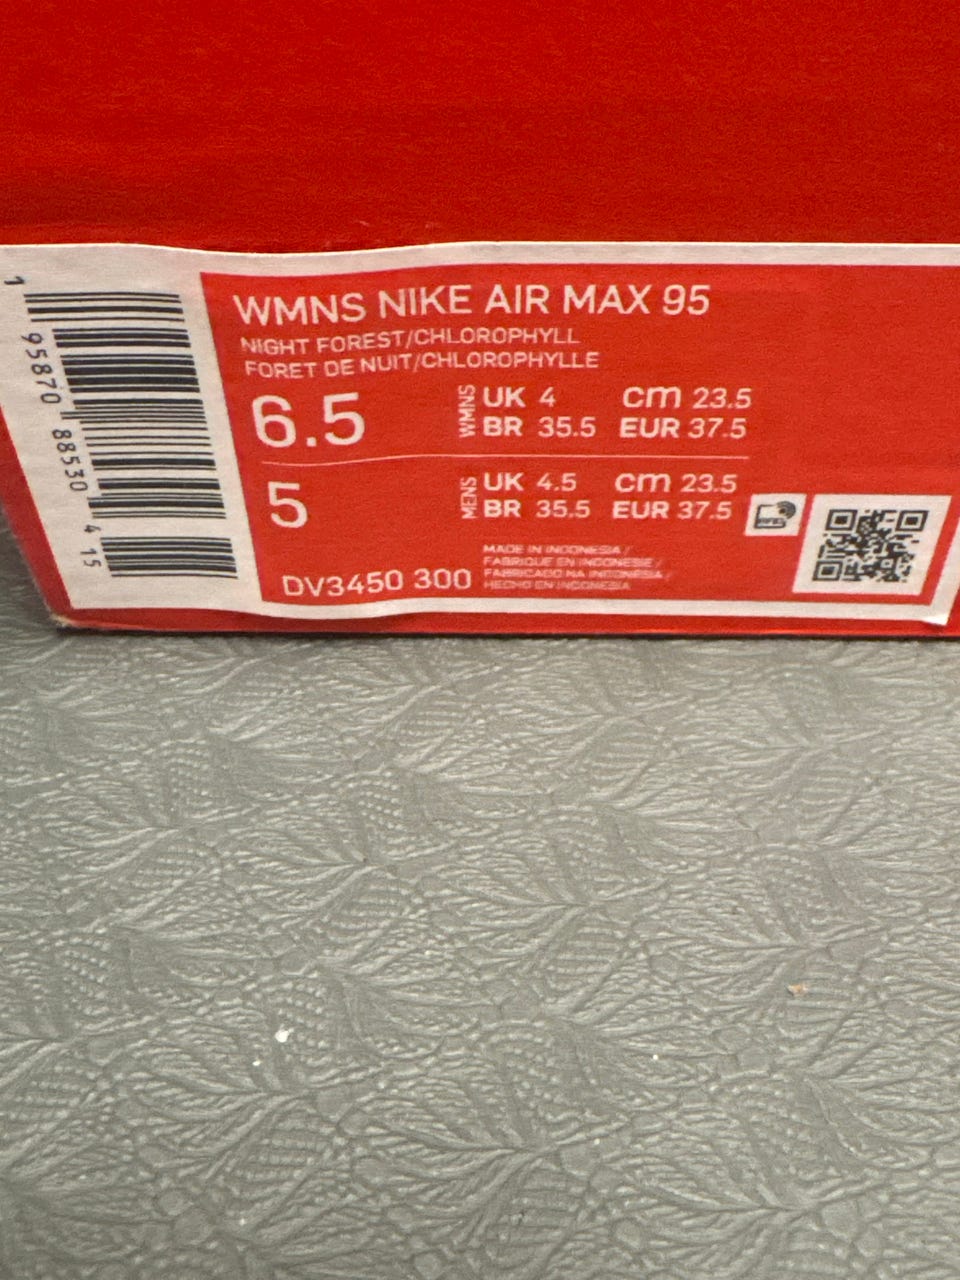 WMNS NIKE AIR MAX 95
NIGHT FOREST/CHLOROPHYLL
FORET DE NUIT/CHLOROPHYLLE
6.5 WMNS UK 4 cm 23.5
BR 35.5 EUR 37.5
5 MENS UK 4.5 cm 23.5
BR 35.5 EUR 37.5
DV3450 300
MADE IN INDONESIA /
FABRIQUE EN INDONESIE /
FABRICADO NA INDONESIA /
HECHO EN INDONESIA
RFID
1 95870 88530 4 15